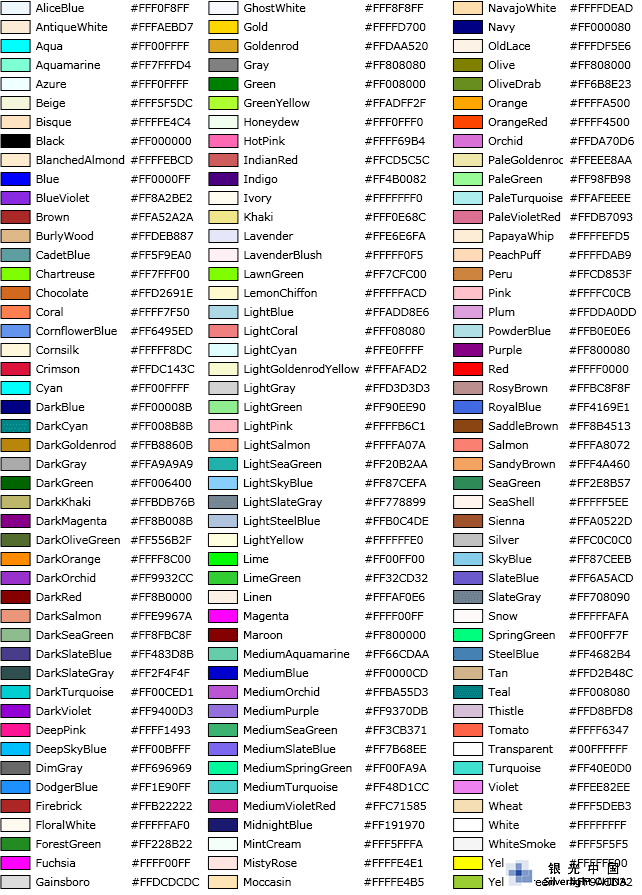 AliceBlue #FFF0F8FF
AntiqueWhite #FFFAEBD7
Aqua #FF00FFFF
Aquamarine #FF7FFFD4
Azure #FFF0FFFF
Beige #FFF5F5DC
Bisque #FFFFE4C4
Black #FF000000
BlanchedAlmond #FFFFEBCD
Blue #FF0000FF
BlueViolet #FF8A2BE2
Brown #FFA52A2A
BurlyWood #FFDEB887
CadetBlue #FF5F9EA0
Chartreuse #FF7FFF00
Chocolate #FFD2691E
Coral #FFFF7F50
CornflowerBlue #FF6495ED
Cornsilk #FFFFF8DC
Crimson #FFDC143C
Cyan #FF00FFFF
DarkBlue #FF00008B
DarkCyan #FF008B8B
DarkGoldenrod #FFB8860B
DarkGray #FFA9A9A9
DarkGreen #FF006400
DarkKhaki #FFBDB76B
DarkMagenta #FF8B008B
DarkOliveGreen #FF556B2F
DarkOrange #FFFF8C00
DarkOrchid #FF9932CC
DarkRed #FF8B0000
DarkSalmon #FFE9967A
DarkSeaGreen #FF8FBC8F
DarkSlateBlue #FF483D8B
DarkSlateGray #FF2F4F4F
DarkTurquoise #FF00CED1
DarkViolet #FF9400D3
DeepPink #FFFF1493
DeepSkyBlue #FF00BFFF
DimGray #FF696969
DodgerBlue #FF1E90FF
Firebrick #FFB22222
FloralWhite #FFFFFAF0
ForestGreen #FF228B22
Fuchsia #FFFF00FF
Gainsboro #FFDCDCDC
GhostWhite #FFF8F8FF
Gold #FFFFD700
Goldenrod #FFDAA520
Gray #FF808080
Green #FF008000
GreenYellow #FFADFF2F
Honeydew #FFF0FFF0
HotPink #FFFF69B4
IndianRed #FFCD5C5C
Indigo #FF4B0082
Ivory #FFFFFFF0
Khaki #FFF0E68C
Lavender #FFE6E6FA
LavenderBlush #FFFFF0F5
LawnGreen #FF7CFC00
LemonChiffon #FFFFFACD
LightBlue #FFADD8E6
LightCoral #FFF08080
LightCyan #FFE0FFFF
LightGoldenrodYellow #FFFAFAD2
LightGray #FFD3D3D3
LightGreen #FF90EE90
LightPink #FFFFB6C1
LightSalmon #FFFFA07A
LightSeaGreen #FF20B2AA
LightSkyBlue #FF87CEFA
LightSlateGray #FF778899
LightSteelBlue #FFB0C4DE
LightYellow #FFFFFFE0
Lime #FF00FF00
LimeGreen #FF32CD32
Linen #FFFAF0E6
Magenta #FFFF00FF
Maroon #FF800000
MediumAquamarine #FF66CDAA
MediumBlue #FF0000CD
MediumOrchid #FFBA55D3
MediumPurple #FF9370DB
MediumSeaGreen #FF3CB371
MediumSlateBlue #FF7B68EE
MediumSpringGreen #FF00FA9A
MediumTurquoise #FF48D1CC
MediumVioletRed #FFC71585
MidnightBlue #FF191970
MintCream #FFF5FFFA
MistyRose #FFFFE4E1
Moccasin #FFFFE4B5
NavajoWhite #FFFFDEAD
Navy #FF000080
OldLace #FFFDF5E6
Olive #FF808000
OliveDrab #FF6B8E23
Orange #FFFFA500
OrangeRed #FFFF4500
Orchid #FFDA70D6
PaleGoldenroc #FFEEE8AA
PaleGreen #FF98FB98
PaleTurquoise #FFAFEEEE
PaleVioletRed #FFDB7093
PapayaWhip #FFFFEFD5
PeachPuff #FFFFDAB9
Peru #FFCD853F
Pink #FFFFC0CB
Plum #FFDDA0DD
PowderBlue #FFB0E0E6
Purple #FF800080
Red #FFFF0000
RosyBrown #FFBC8F8F
RoyalBlue #FF4169E1
SaddleBrown #FF8B4513
Salmon #FFFA8072
SandyBrown #FFF4A460
SeaGreen #FF2E8B57
SeaShell #FFFFF5EE
Sienna #FFA0522D
Silver #FFC0C0C0
SkyBlue #FF87CEEB
SlateBlue #FF6A5ACD
SlateGray #FF708090
Snow #FFFFFAFA
SpringGreen #FF00FF7F
SteelBlue #FF4682B4
Tan #FFD2B48C
Teal #FF008080
Thistle #FFD8BFD8
Tomato #FFFF6347
Transparent #00FFFFFF
Turquoise #FF40E0D0
Violet #FFEE82EE
Wheat #FFF5DEB3
White #FFFFFFFF
WhiteSmoke #FFF5F5F5
银光中国